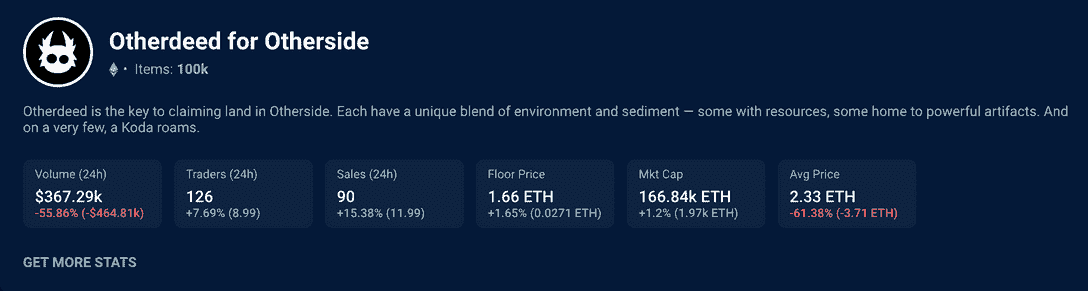 Otherdeed for Otherside
• Items: 100k
Otherdeed is the key to claiming land in Otherside. Each have a unique blend of environment and sediment — some with resources, some home to powerful artifacts. And
on a very few, a Koda roams.
Volume (24h)
$367.29k
-55.86% (-$464.81k)
Traders (24h)
126
+7.69% (8.99)
Sales (24h)
90
+15.38% (11.99)
Floor Price
1.66 ETH
+1.65% (0.0271 ETH)
Mkt Cap
166.84k ETH
+1.2% (1.97k ETH)
Avg Price
2.33 ETH
-61.38% (-3.71 ETH)
GET MORE STATS